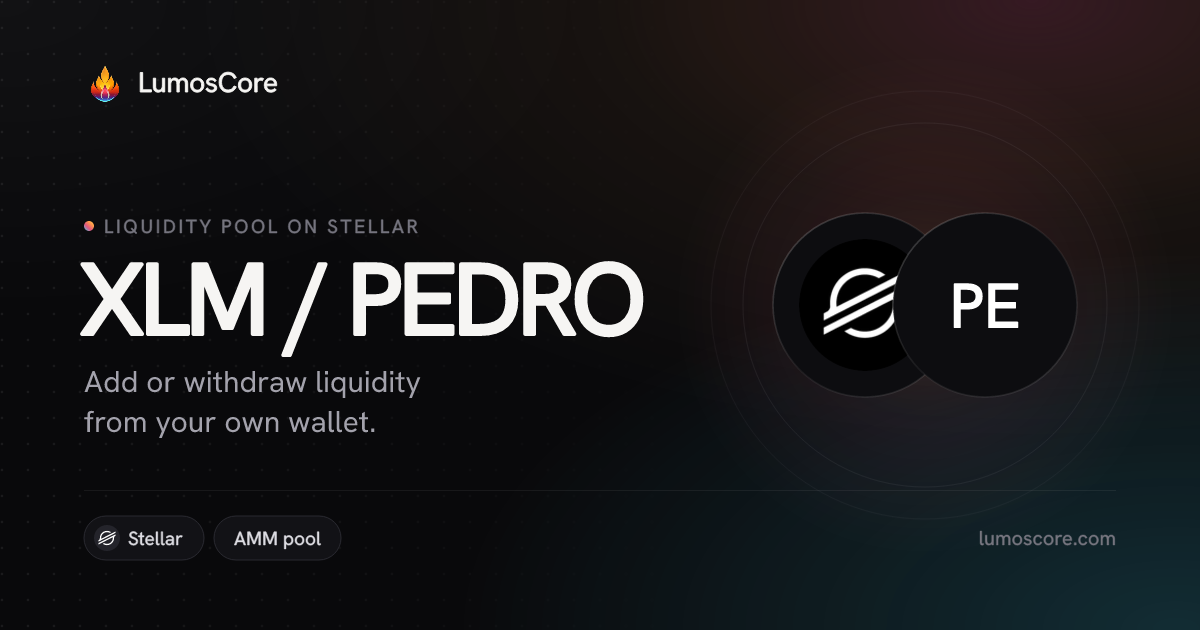 LumosCore
LIQUIDITY POOL ON STELLAR
XLM / PEDRO
Add or withdraw liquidity
from your own wallet.
PE
Stellar
AMM pool
lumoscore.com